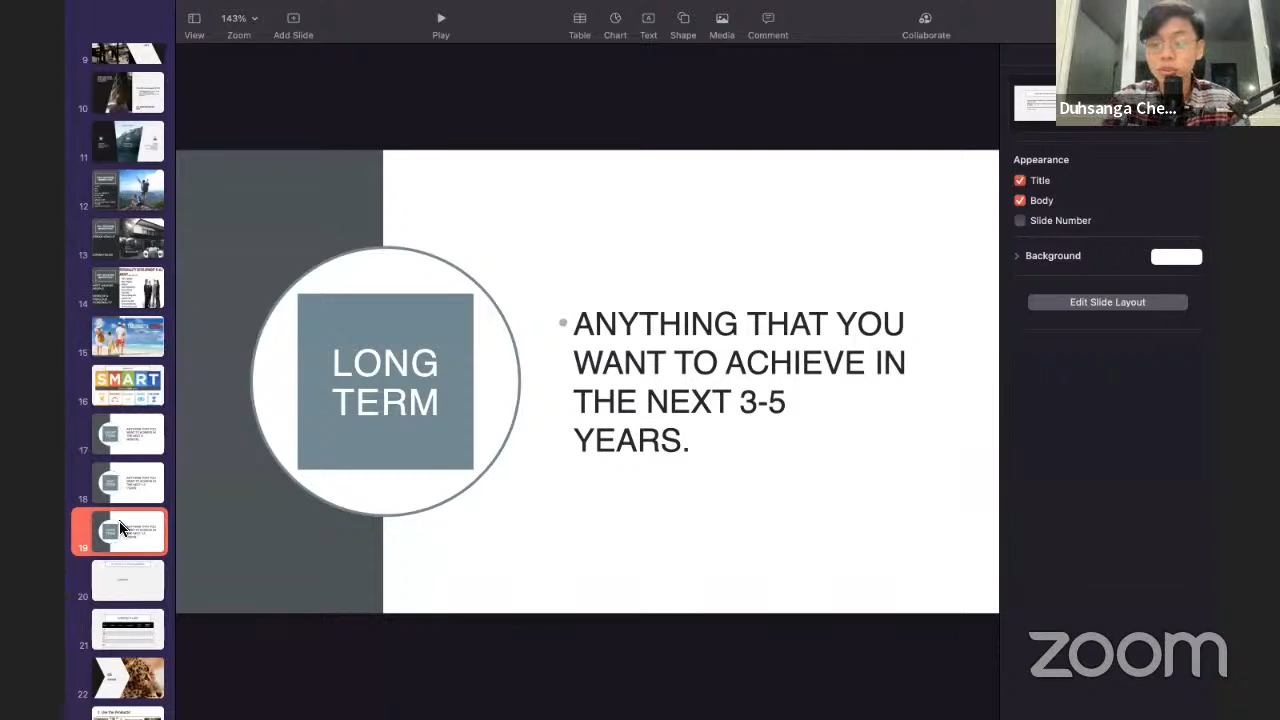 143%
View
Zoom
Add Slide
Play
Table
Chart
Text
Shape
Media
Comment
Collaborate
Duhsanga Che...
9
10
11
12
13
14
15
16
SMART
17
18
19
20
21
22
LONG
TERM
ANYTHING THAT YOU
WANT TO ACHIEVE IN
THE NEXT 3-5
YEARS.
Appearance
Title
Body
Slide Number
Background
Edit Slide Layout
zoom